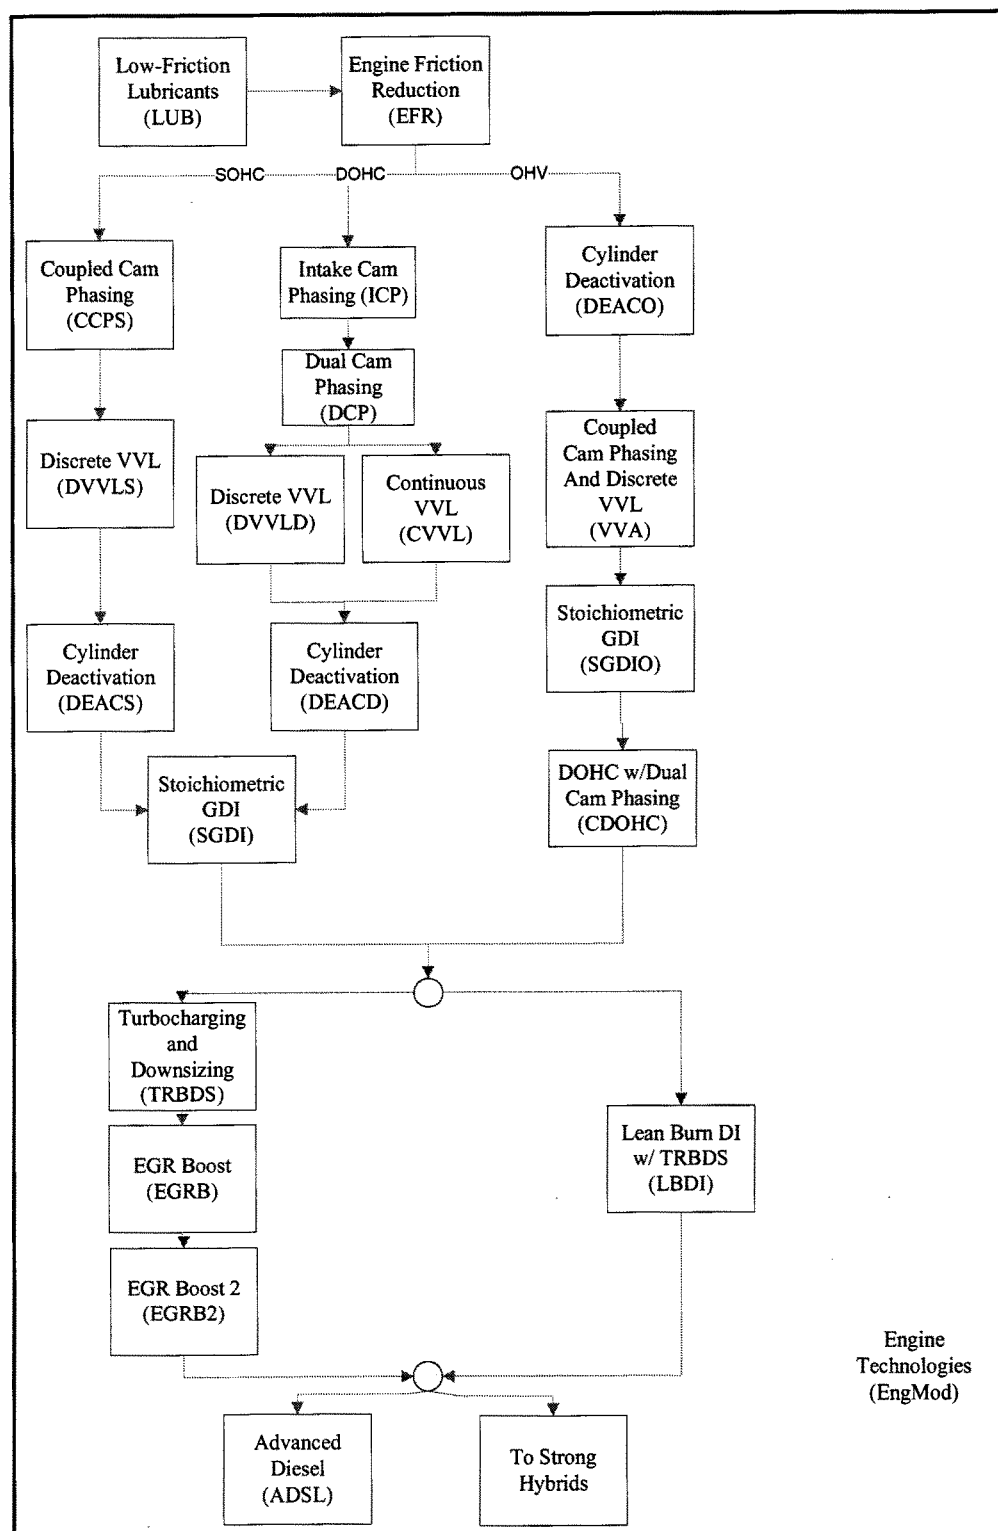 Low-Friction
Lubricants
(LUB)
Engine Friction
Reduction
(EFR)
SOHC
DOHC
OHV
Coupled Cam
Phasing
(CCPS)
Intake Cam
Phasing (ICP)
Cylinder
Deactivation
(DEACO)
Dual Cam
Phasing
(DCP)
Discrete VVL
(DVVLS)
Discrete VVL
(DVVLD)
Continuous
VVL
(CVVL)
Coupled
Cam Phasing
And Discrete
VVL
(VVA)
Cylinder
Deactivation
(DEACS)
Cylinder
Deactivation
(DEACD)
Stoichiometric
GDI
(SGDIO)
Stoichiometric
GDI
(SGDI)
DOHC w/Dual
Cam Phasing
(CDOHC)
Turbocharging
and
Downsizing
(TRBDS)
EGR Boost
(EGRB)
Lean Burn DI
w/ TRBDS
(LBDI)
EGR Boost 2
(EGRB2)
Engine
Technologies
(EngMod)
Advanced
Diesel
(ADSL)
To Strong
Hybrids